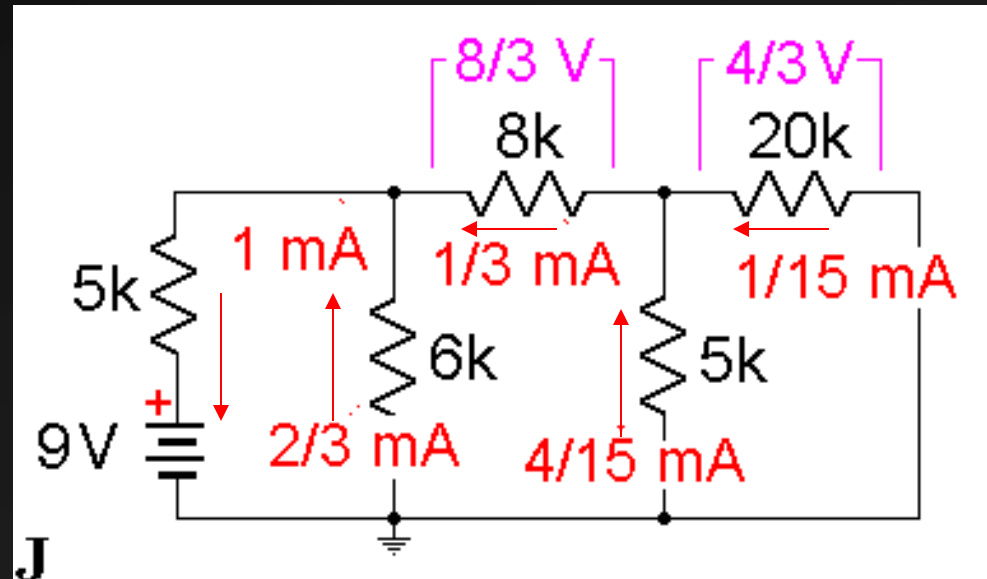 8/3 V 4/3 V
8k 20k
1 mA 1/3 mA 1/15 mA
5k
6k 5k
+
9V 2/3 mA 4/15 mA
J